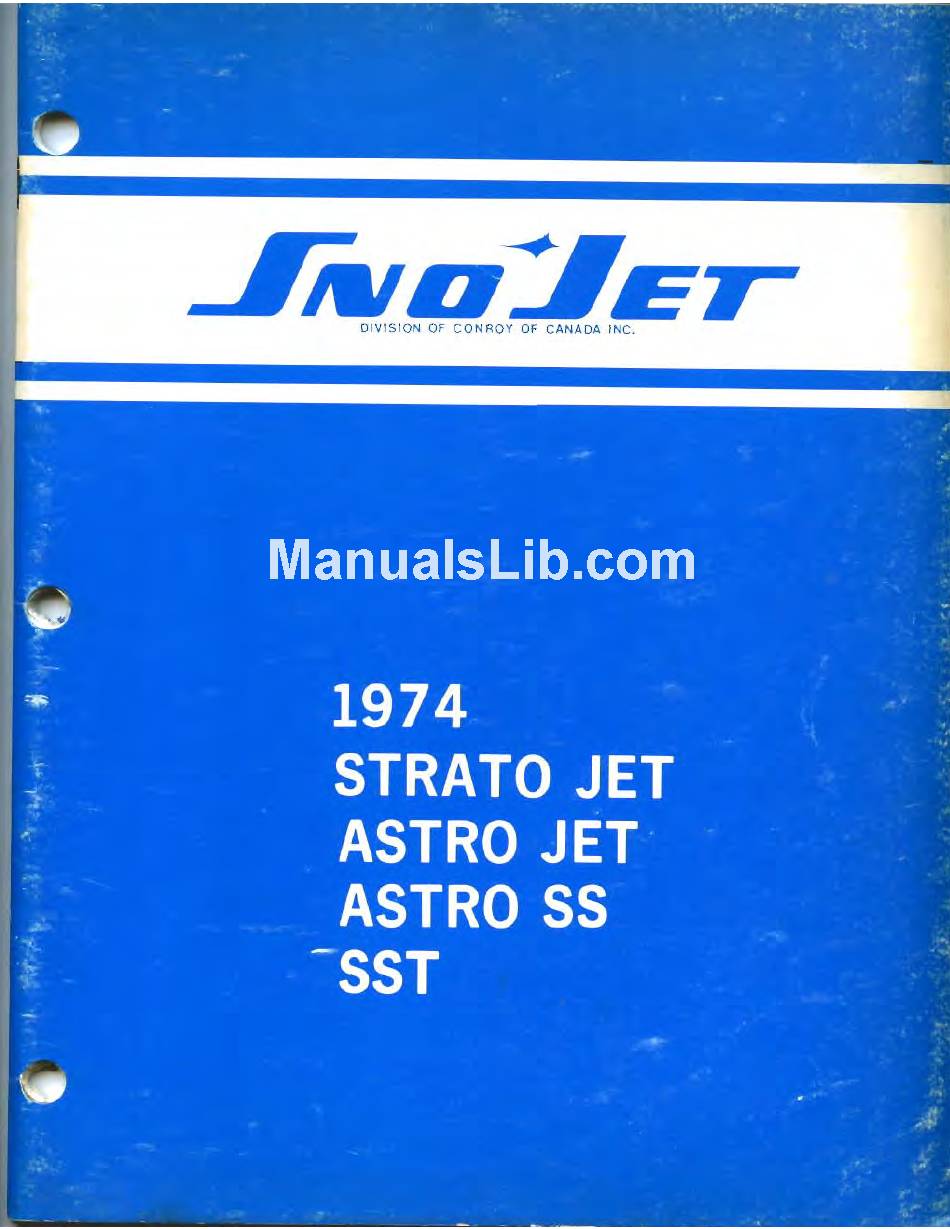 SNO JET
DIVISION OF CONROY OF CANADA INC.
ManualsLib.com
1974
STRATO JET
ASTRO JET
ASTRO SS
SST